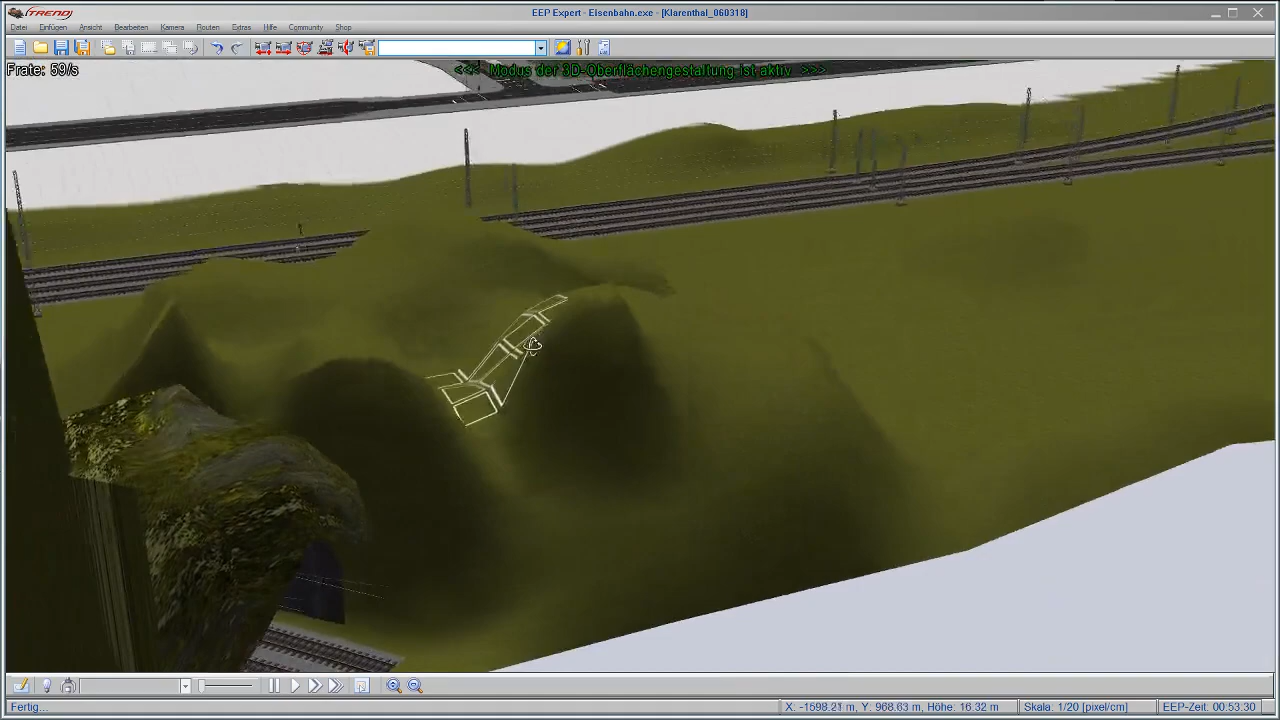 TREND
EEP Expert - Eisenbahn.exe - [Klarenthal_060318]
Datei Einfügen Ansicht Bearbeiten Kamera Routen Extras Hilfe Community Shop
Frate: 59/s
<<< Modus der 3D-Oberflächengestaltung ist aktiv >>>
Fertig...
X: -1598.21 m, Y: 968.63 m, Höhe: 16.32 m
Skala: 1/20 [pixel/cm]
EEP-Zeit: 00:53:30